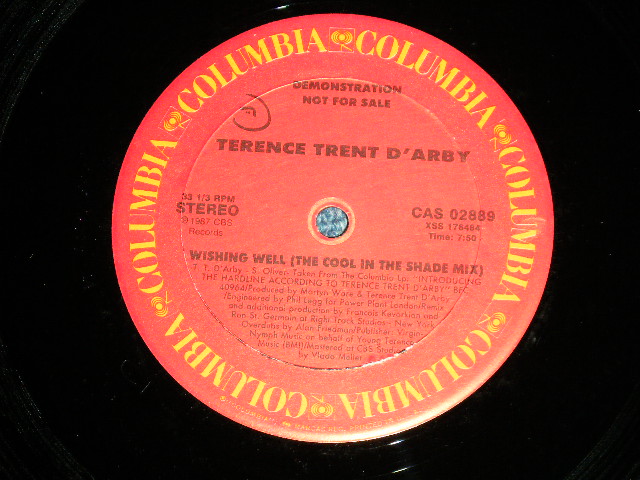 COLUMBIA COLUMBIA COLUMBIA COLUMBIA COLUMBIA COLUMBIA COLUMBIA COLUMBIA
DEMONSTRATION
NOT FOR SALE
TERENCE TRENT D'ARBY
33 1/3 RPM
STEREO
℗ 1987 CBS
Records
CAS 02889
XSS 178484
Time: 7:50
WISHING WELL (THE COOL IN THE SHADE MIX)
T. T. D'Arby - S. Oliver- Taken From The Columbia Lp: "INTRODUCING
THE HARDLINE ACCORDING TO TERENCE TRENT D'ARBY" BFC
40964/Produced by Martyn Ware & Terence Trent D'Arby
/Engineered by Phil Legg for Power Plant London/Remix
and additional production by Francois Kevorkian and
Ron St. Germain at Right Track Studios - New York
Overdubs by Alan Friedman/Publisher: Virgin
Nymph Music on behalf of Young Terence
Music (BMI)/Mastered at CBS Studios
by Vlado Meller